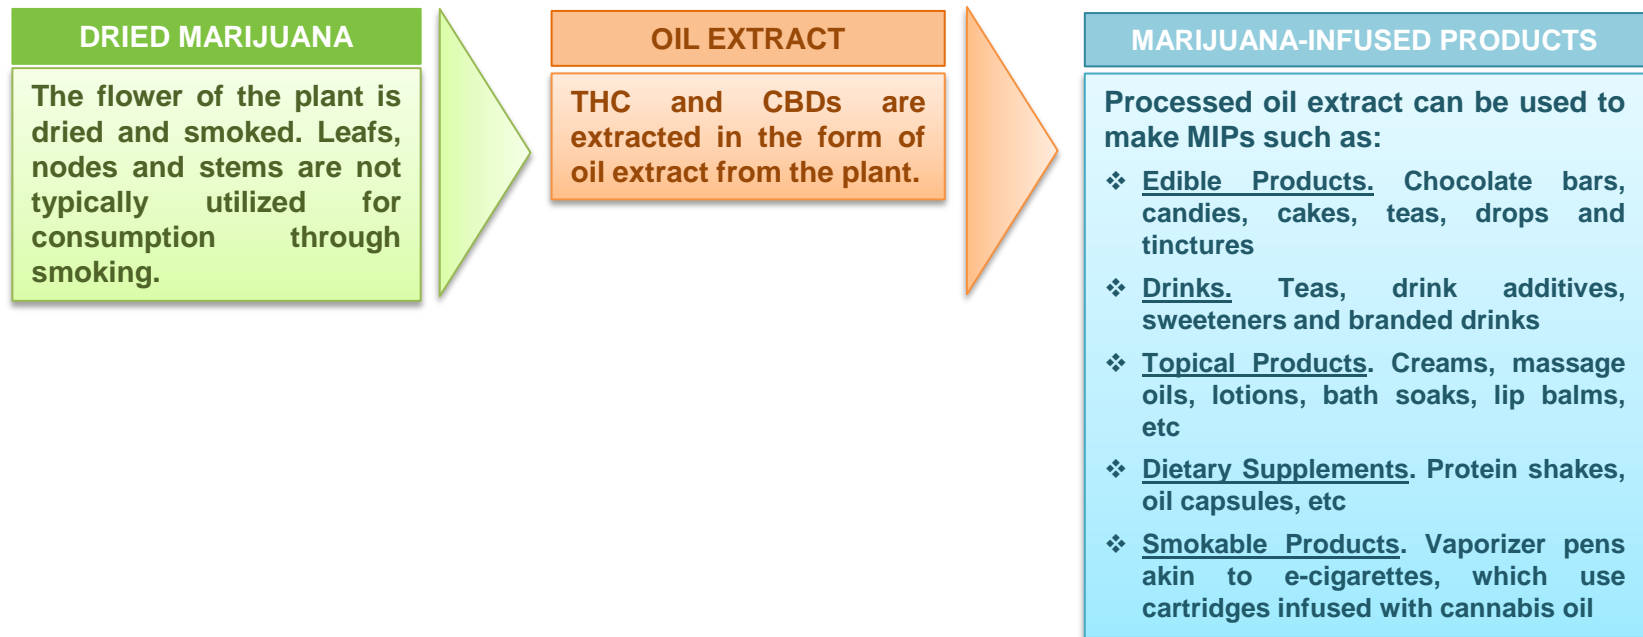 DRIED MARIJUANA
The flower of the plant is
dried and smoked. Leafs,
nodes and stems are not
typically utilized for
consumption through
smoking.
OIL EXTRACT
THC and CBDs are
extracted in the form of
oil extract from the plant.
MARIJUANA-INFUSED PRODUCTS
Processed oil extract can be used to
make MIPs such as:
❖ Edible Products. Chocolate bars,
candies, cakes, teas, drops and
tinctures
❖ Drinks. Teas, drink additives,
sweeteners and branded drinks
❖ Topical Products. Creams, massage
oils, lotions, bath soaks, lip balms,
etc
❖ Dietary Supplements. Protein shakes,
oil capsules, etc
❖ Smokable Products. Vaporizer pens
akin to e-cigarettes, which use
cartridges infused with cannabis oil